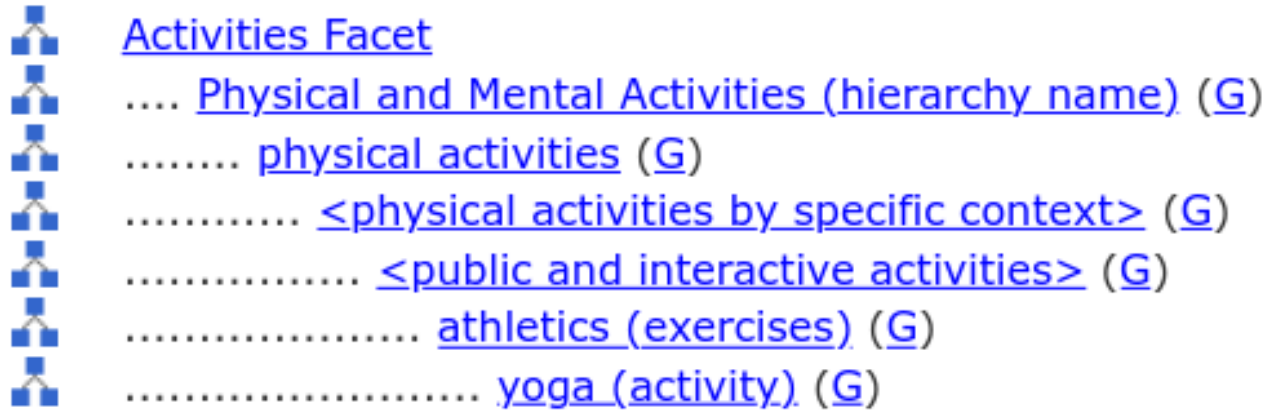 Activities Facet
.... Physical and Mental Activities (hierarchy name) (G)
........ physical activities (G)
............ <physical activities by specific context> (G)
................ <public and interactive activities> (G)
.................... athletics (exercises) (G)
........................ yoga (activity) (G)